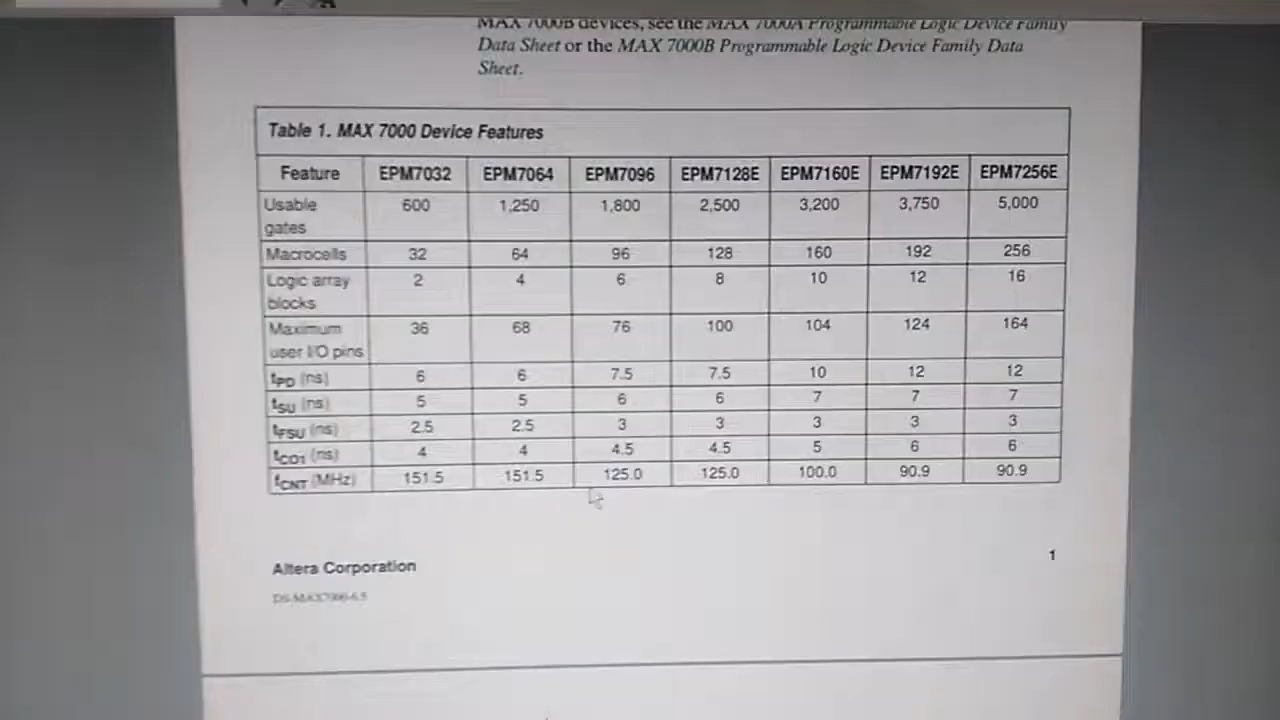 MAX 7000B devices, see the MAX 7000A Programmable Logic Device Family
Data Sheet or the MAX 7000B Programmable Logic Device Family Data
Sheet.
Table 1. MAX 7000 Device Features
Feature EPM7032 EPM7064 EPM7096 EPM7128E EPM7160E EPM7192E EPM7256E
Usable gates 600 1,250 1,800 2,500 3,200 3,750 5,000
Macrocells 32 64 96 128 160 192 256
Logic array blocks 2 4 6 8 10 12 16
Maximum user I/O pins 36 68 76 100 104 124 164
tPD (ns) 6 6 7.5 7.5 10 12 12
tSU (ns) 5 5 6 6 7 7 7
tFSU (ns) 2.5 2.5 3 3 3 3 3
tCO1 (ns) 4 4 4.5 4.5 5 6 6
fCNT (MHz) 151.5 151.5 125.0 125.0 100.0 90.9 90.9
Altera Corporation 1
DS-MAX7000-6.5